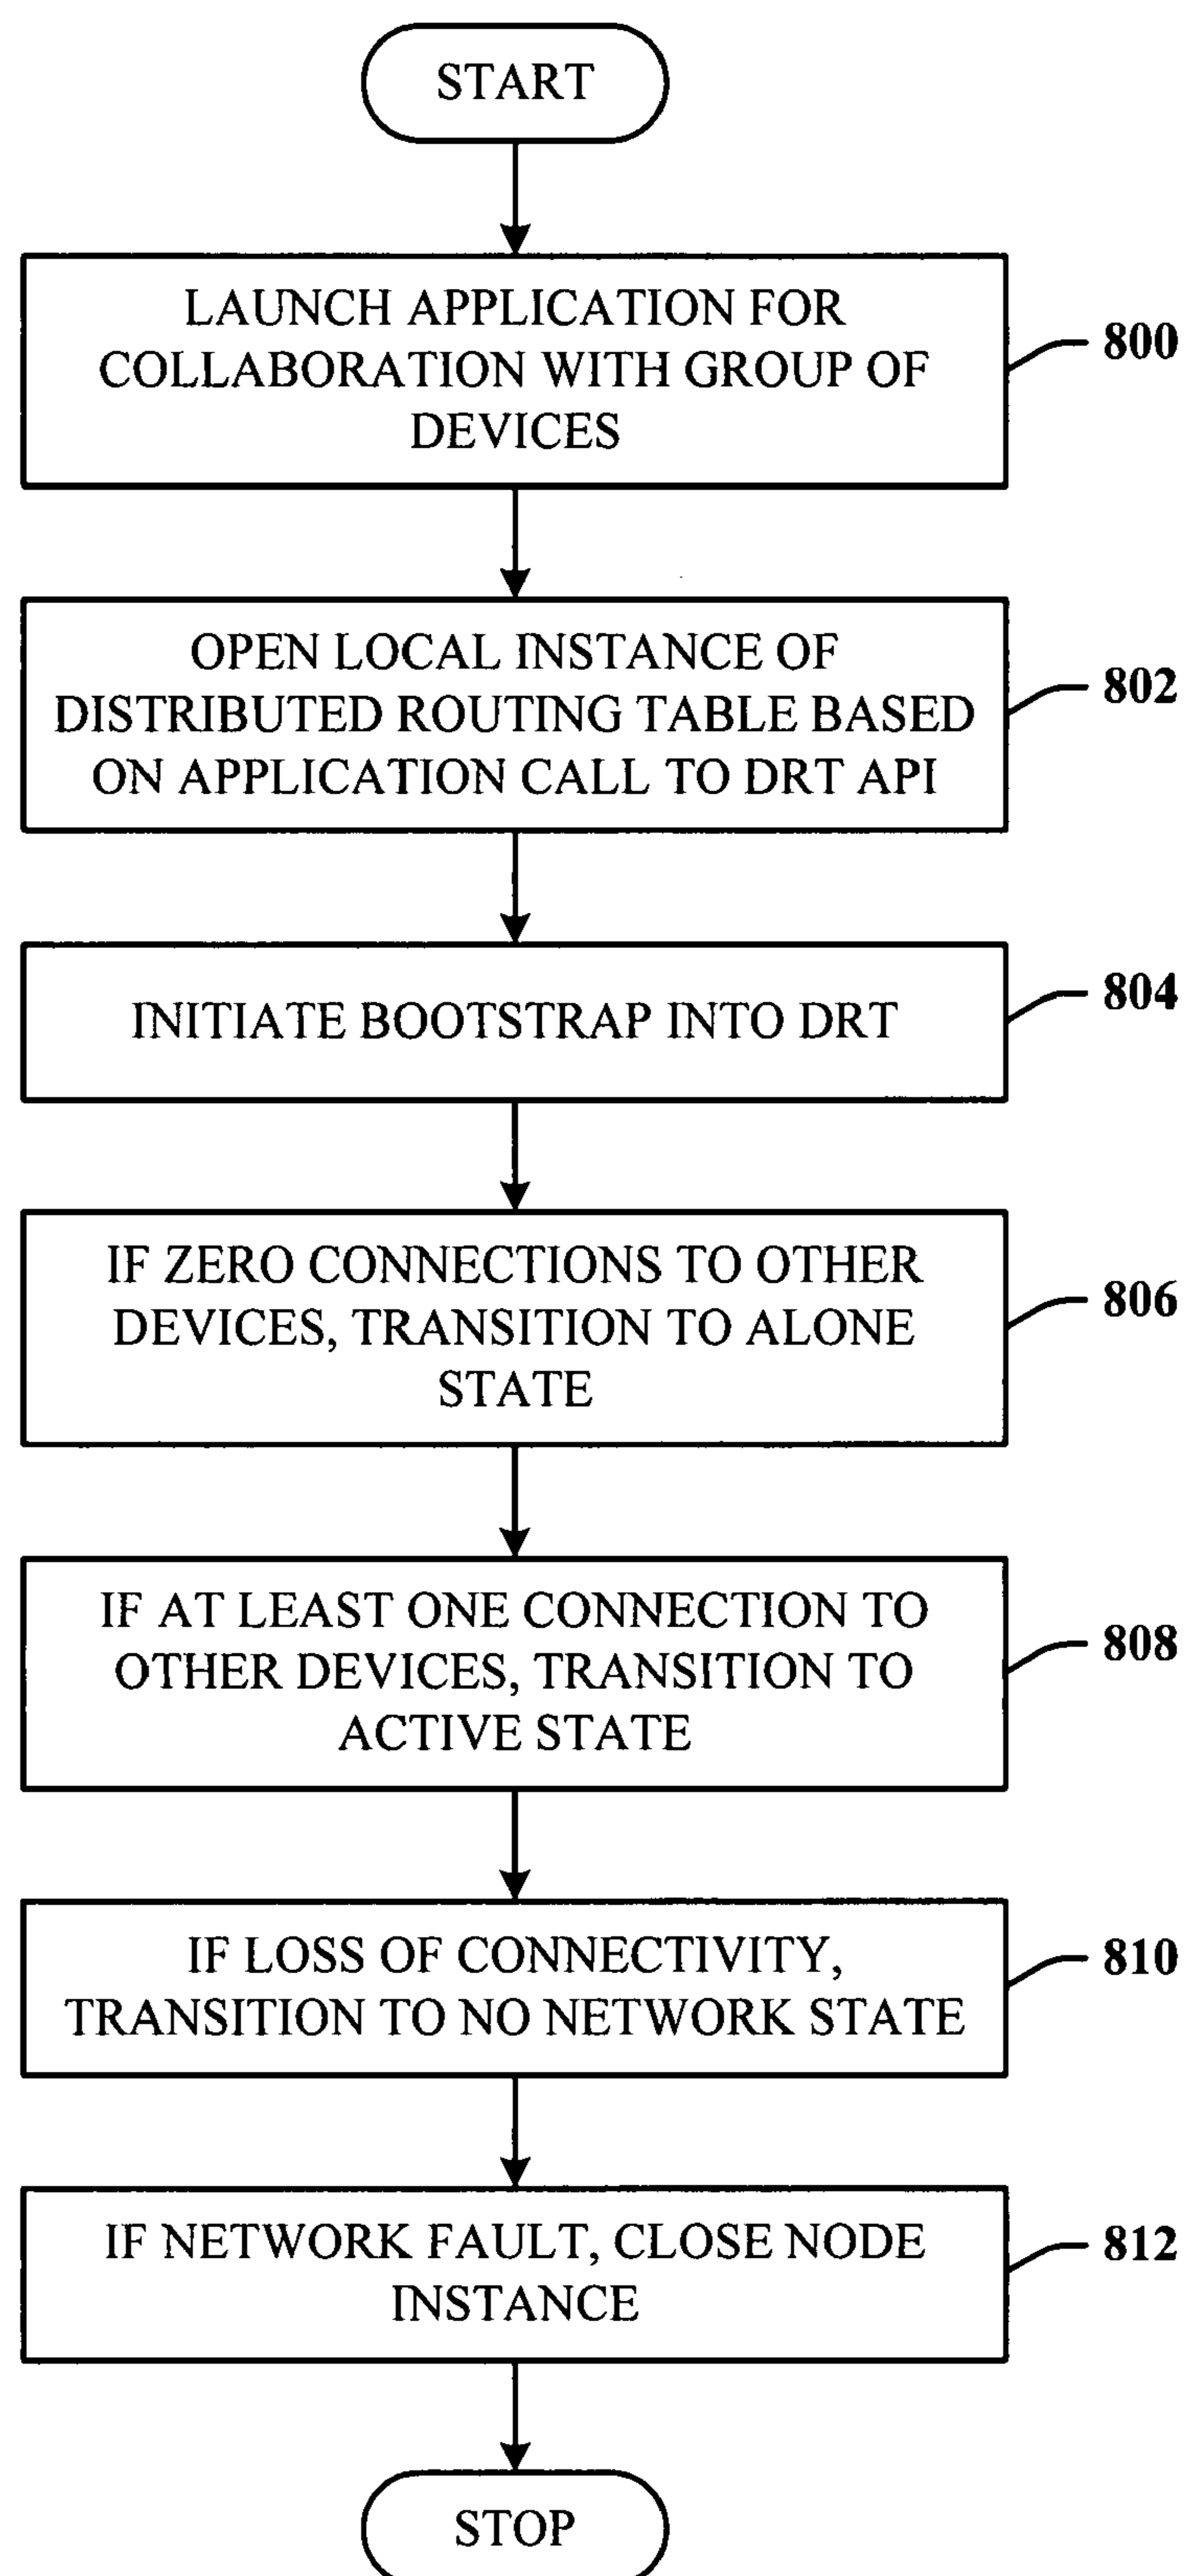 START
LAUNCH APPLICATION FOR
COLLABORATION WITH GROUP OF
DEVICES
800
OPEN LOCAL INSTANCE OF
DISTRIBUTED ROUTING TABLE BASED
ON APPLICATION CALL TO DRT API
802
INITIATE BOOTSTRAP INTO DRT
804
IF ZERO CONNECTIONS TO OTHER
DEVICES, TRANSITION TO ALONE
STATE
806
IF AT LEAST ONE CONNECTION TO
OTHER DEVICES, TRANSITION TO
ACTIVE STATE
808
IF LOSS OF CONNECTIVITY,
TRANSITION TO NO NETWORK STATE
810
IF NETWORK FAULT, CLOSE NODE
INSTANCE
812
STOP